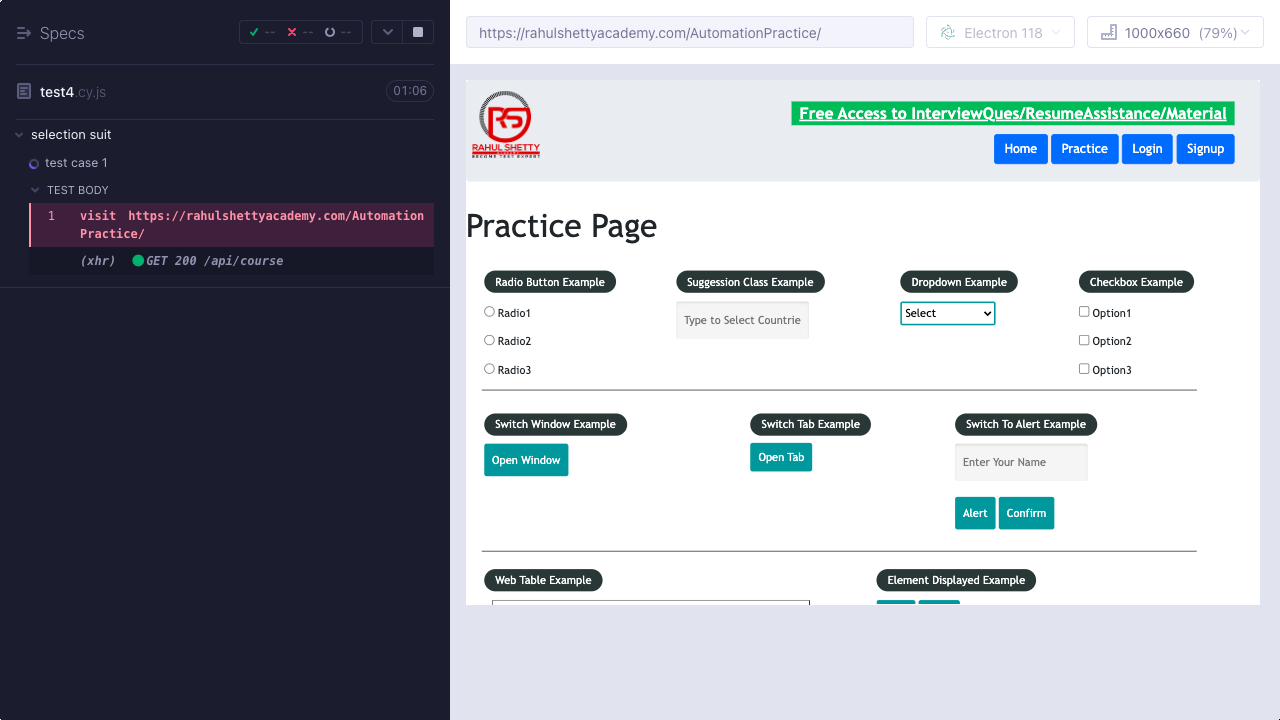 Specs
-- -- --
test4.cy.js
01:06
selection suit
test case 1
TEST BODY
1 visit https://rahulshettyacademy.com/Automation
Practice/
(xhr) GET 200 /api/course
https://rahulshettyacademy.com/AutomationPractice/
Electron 118
1000x660 (79%)
RS
RAHUL SHETTY
BECOME TEST EXPERT
Free Access to InterviewQues/ResumeAssistance/Material
Home Practice Login Signup
Practice Page
Radio Button Example
Radio1
Radio2
Radio3
Suggession Class Example
Type to Select Countrie
Dropdown Example
Select
Checkbox Example
Option1
Option2
Option3
Switch Window Example
Open Window
Switch Tab Example
Open Tab
Switch To Alert Example
Enter Your Name
Alert Confirm
Web Table Example
Element Displayed Example